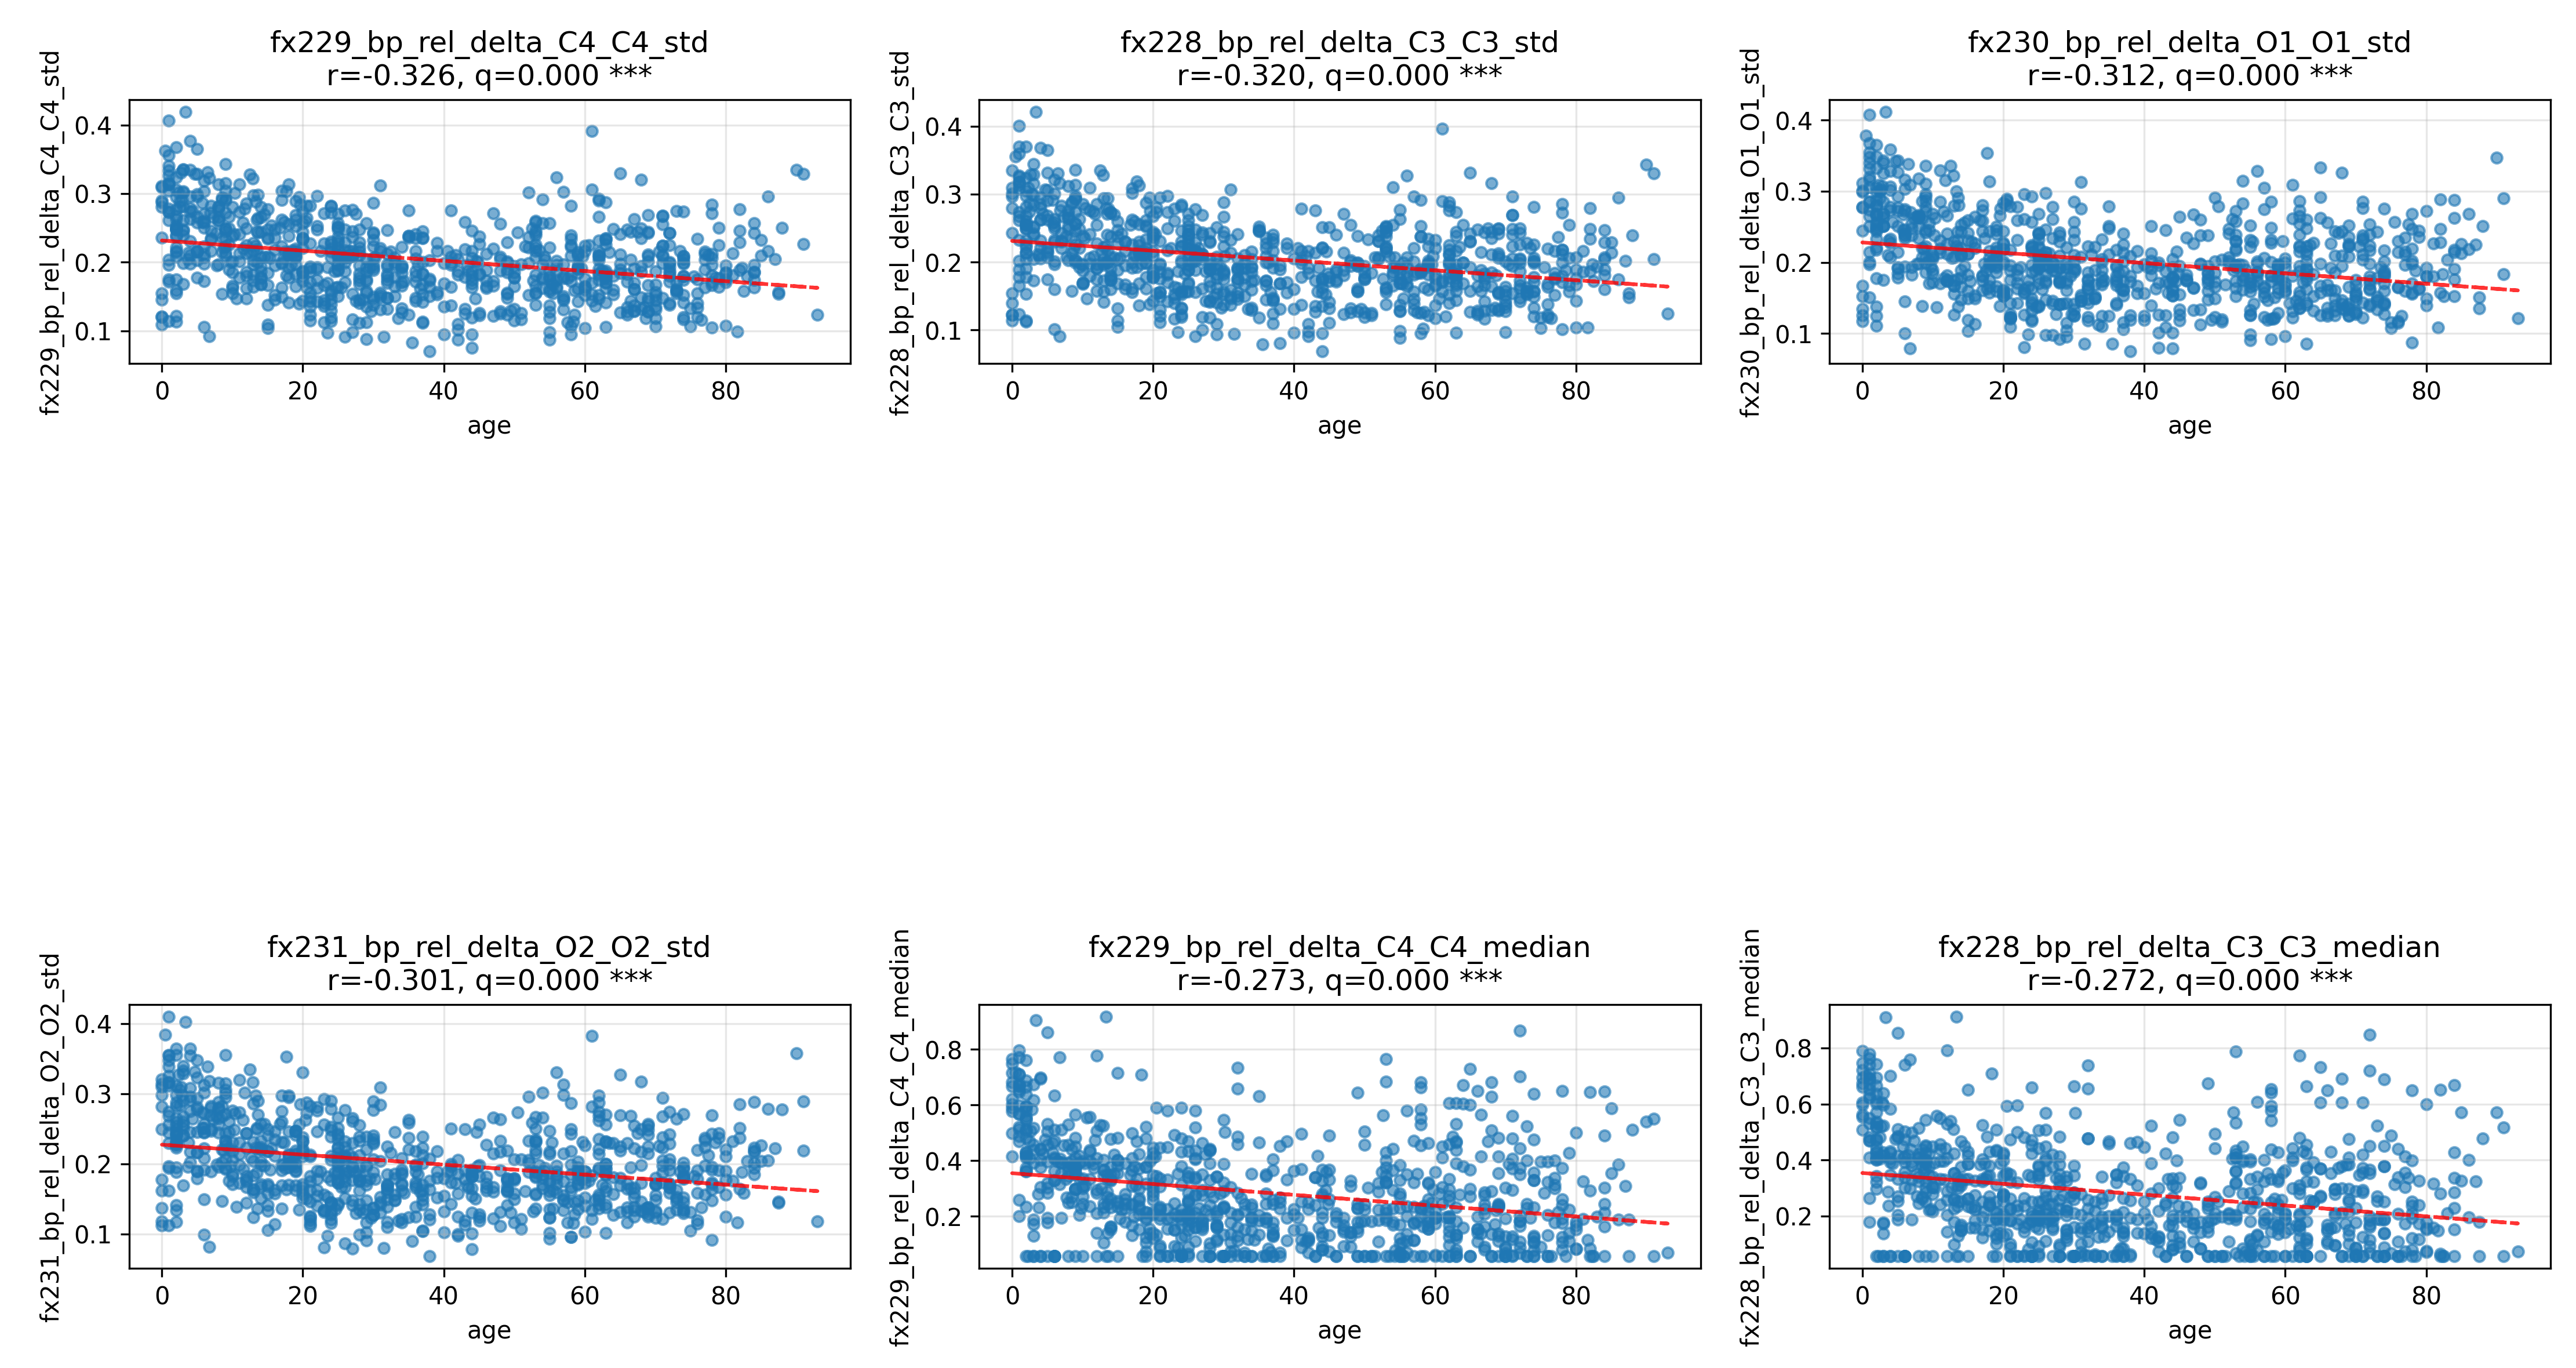 fx229_bp_rel_delta_C4_C4_std
r=-0.326, q=0.000 ***
fx229_bp_rel_delta_C4_C4_std
0.4
0.3
0.2
0.1
0 20 40 60 80
age
fx228_bp_rel_delta_C3_C3_std
r=-0.320, q=0.000 ***
fx228_bp_rel_delta_C3_C3_std
0.4
0.3
0.2
0.1
0 20 40 60 80
age
fx230_bp_rel_delta_O1_O1_std
r=-0.312, q=0.000 ***
fx230_bp_rel_delta_O1_O1_std
0.4
0.3
0.2
0.1
0 20 40 60 80
age
fx231_bp_rel_delta_O2_O2_std
r=-0.301, q=0.000 ***
fx231_bp_rel_delta_O2_O2_std
0.4
0.3
0.2
0.1
0 20 40 60 80
age
fx229_bp_rel_delta_C4_C4_median
r=-0.273, q=0.000 ***
fx229_bp_rel_delta_C4_C4_median
0.8
0.6
0.4
0.2
0 20 40 60 80
age
fx228_bp_rel_delta_C3_C3_median
r=-0.272, q=0.000 ***
fx228_bp_rel_delta_C3_C3_median
0.8
0.6
0.4
0.2
0 20 40 60 80
age